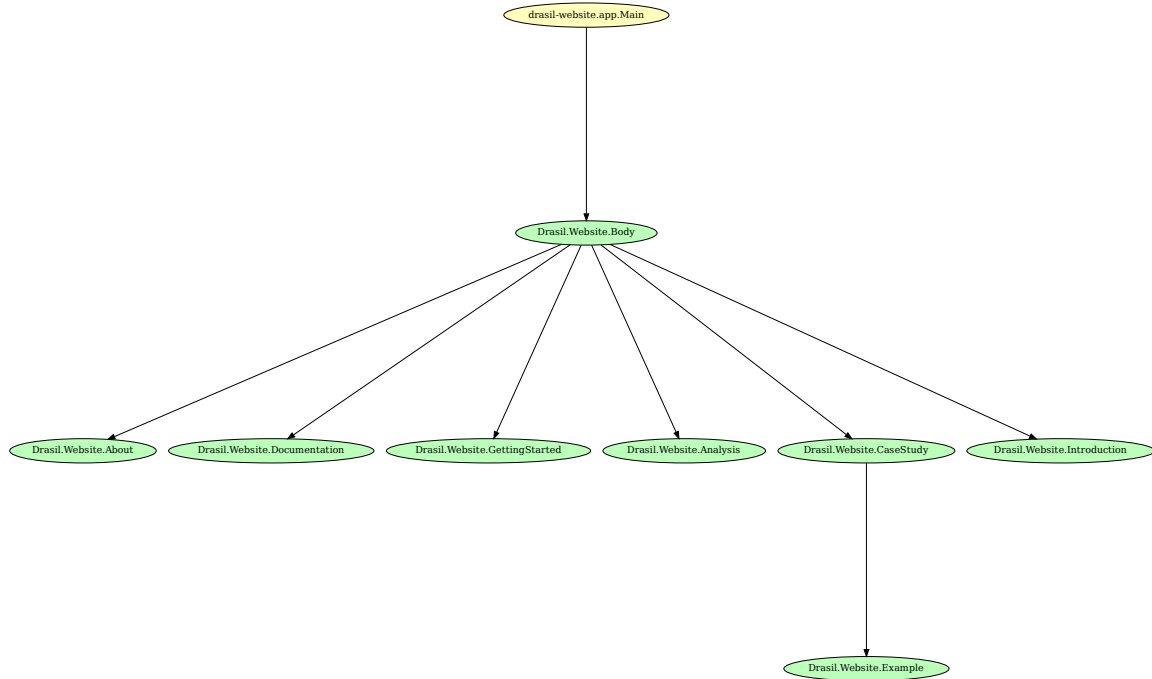 drasil-website.app.Main
Drasil.Website.Body
Drasil.Website.About
Drasil.Website.Documentation
Drasil.Website.GettingStarted
Drasil.Website.Analysis
Drasil.Website.CaseStudy
Drasil.Website.Introduction
Drasil.Website.Example